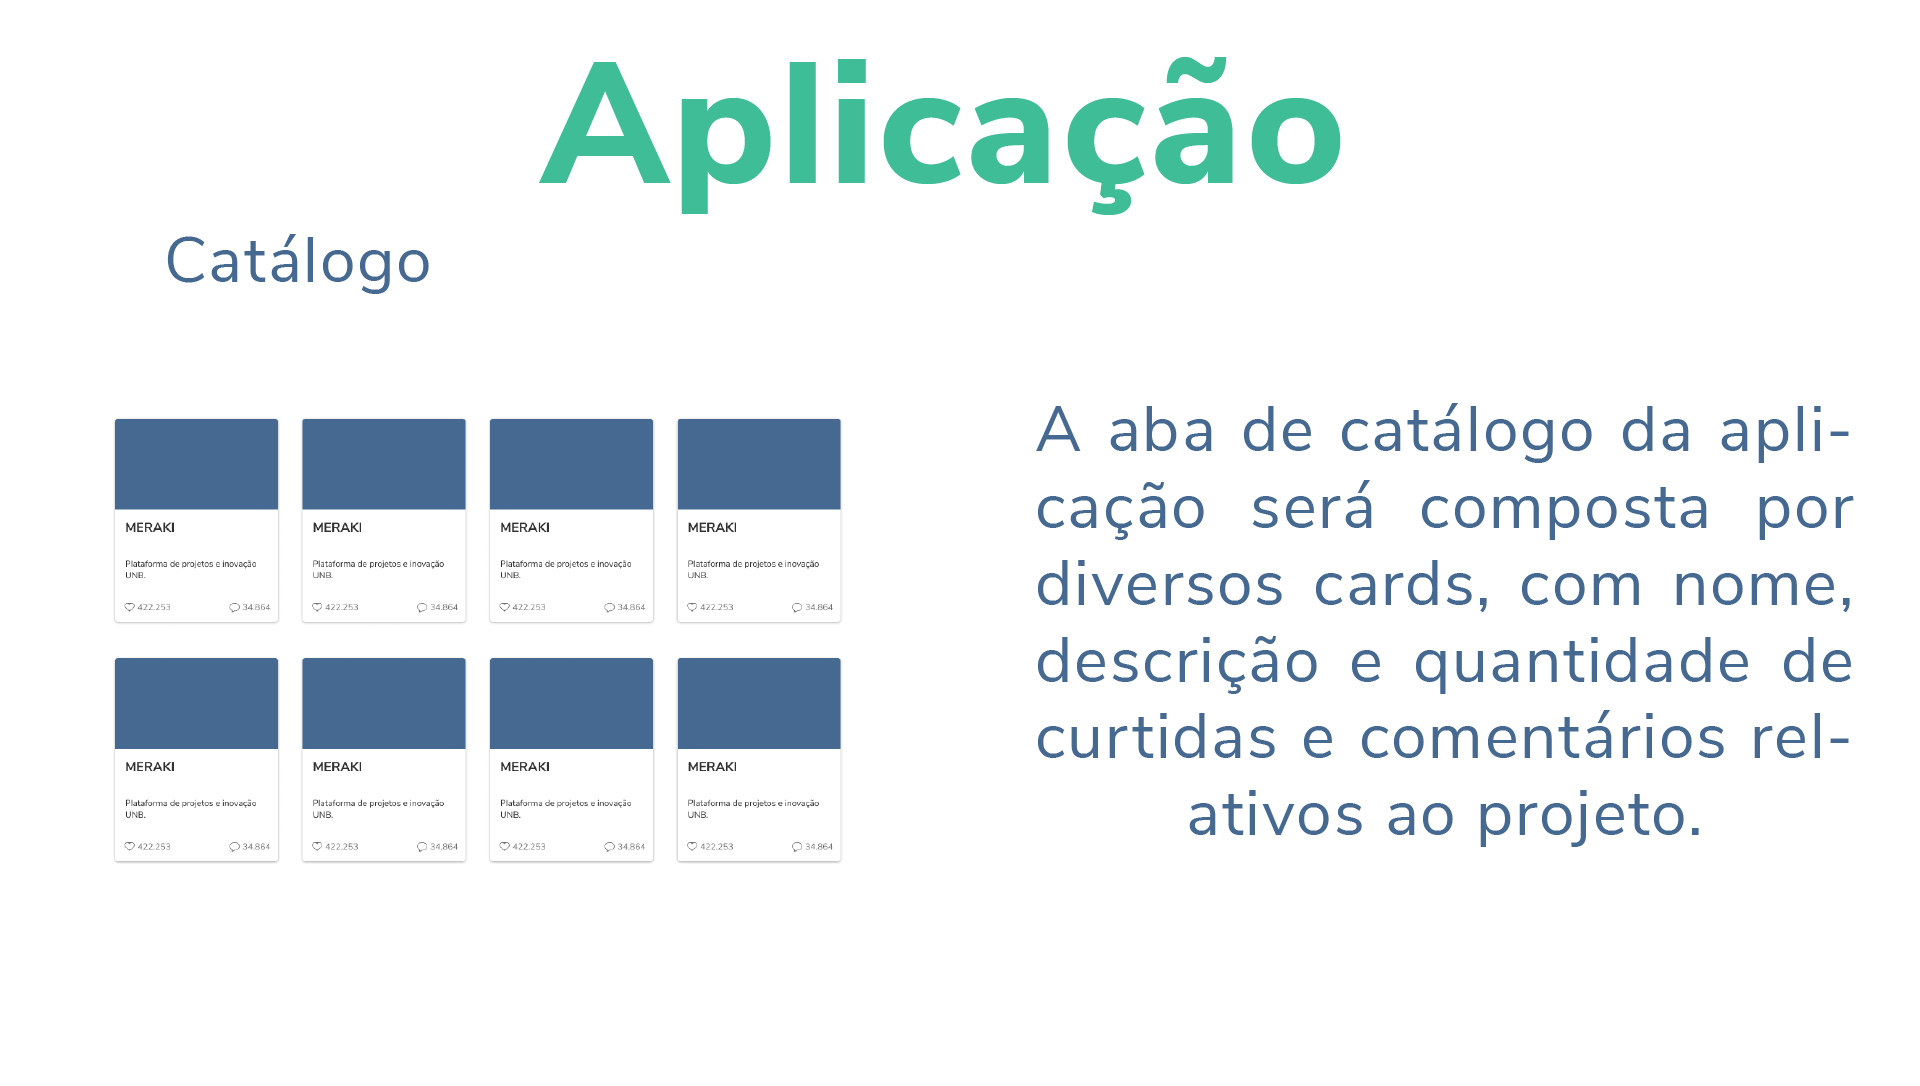 Aplicação
Catálogo
MERAKI MERAKI MERAKI MERAKI
Plataforma de projetos e inovação Plataforma de projetos e inovação Plataforma de projetos e inovação Plataforma de projetos e inovação
UNB. UNB. UNB. UNB.
422.253 34.864 422.253 34.864 422.253 34.864 422.253 34.864
MERAKI MERAKI MERAKI MERAKI
Plataforma de projetos e inovação Plataforma de projetos e inovação Plataforma de projetos e inovação Plataforma de projetos e inovação
UNB. UNB. UNB. UNB.
422.253 34.864 422.253 34.864 422.253 34.864 422.253 34.864
A aba de catálogo da apli-
cação será composta por
diversos cards, com nome,
descrição e quantidade de
curtidas e comentários rel-
ativos ao projeto.